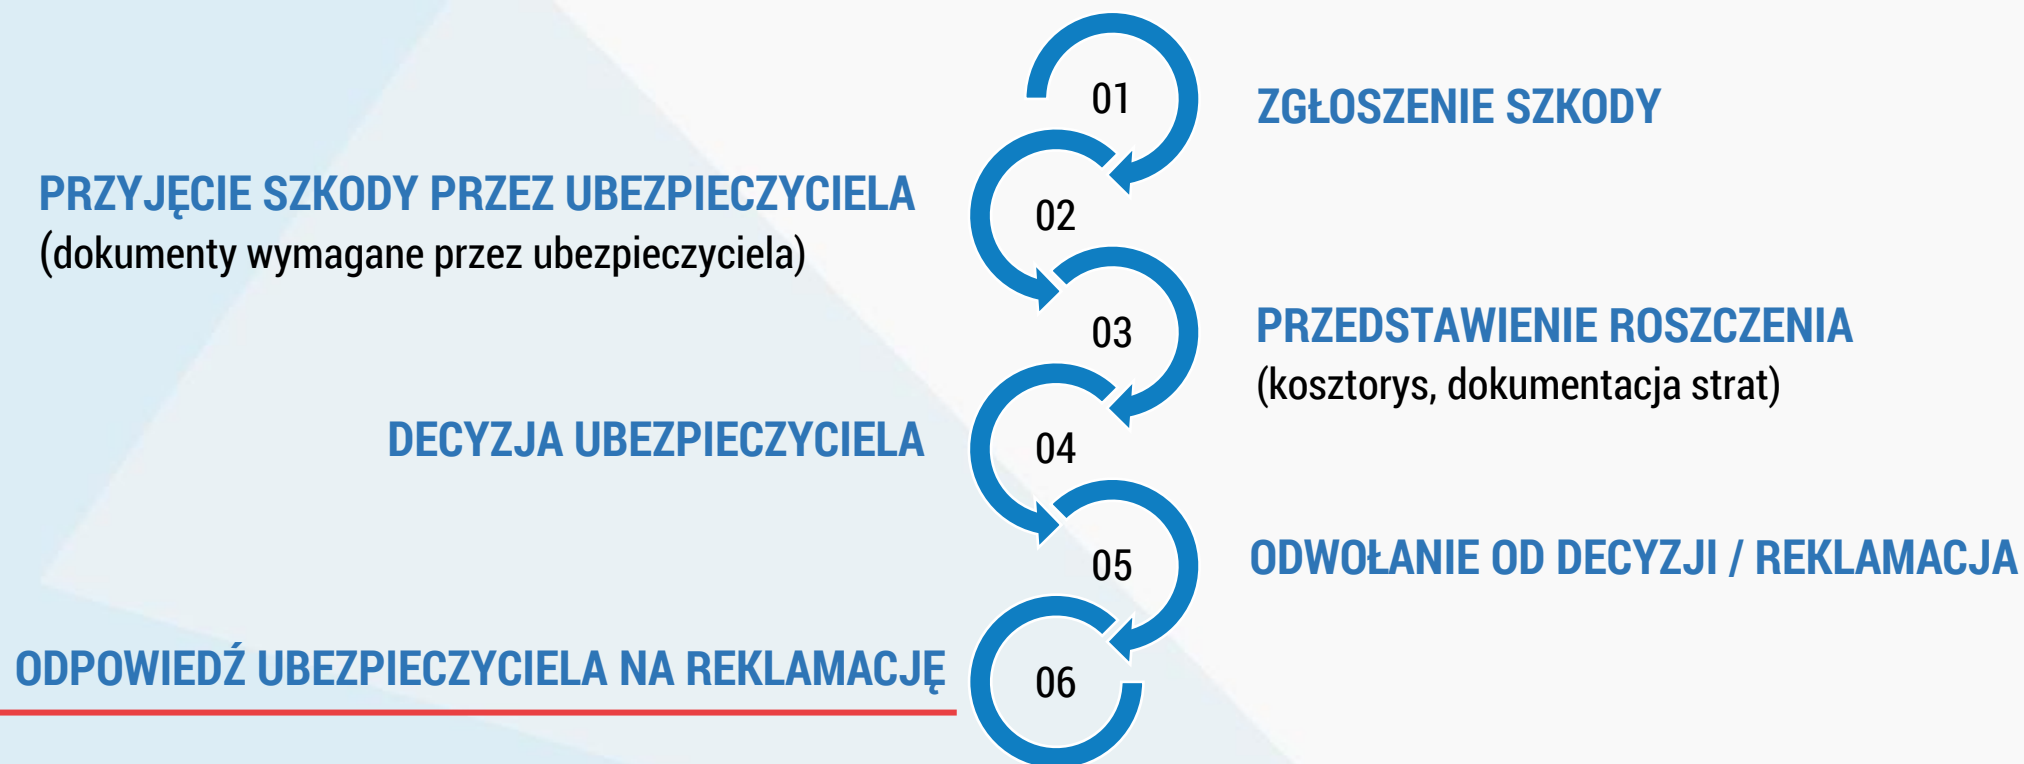 01
ZGŁOSZENIE SZKODY
PRZYJĘCIE SZKODY PRZEZ UBEZPIECZYCIELA
(dokumenty wymagane przez ubezpieczyciela)
02
03
PRZEDSTAWIENIE ROSZCZENIA
(kosztorys, dokumentacja strat)
DECYZJA UBEZPIECZYCIELA
04
05
ODWOŁANIE OD DECYZJI / REKLAMACJA
ODPOWIEDŹ UBEZPIECZYCIELA NA REKLAMACJĘ
06